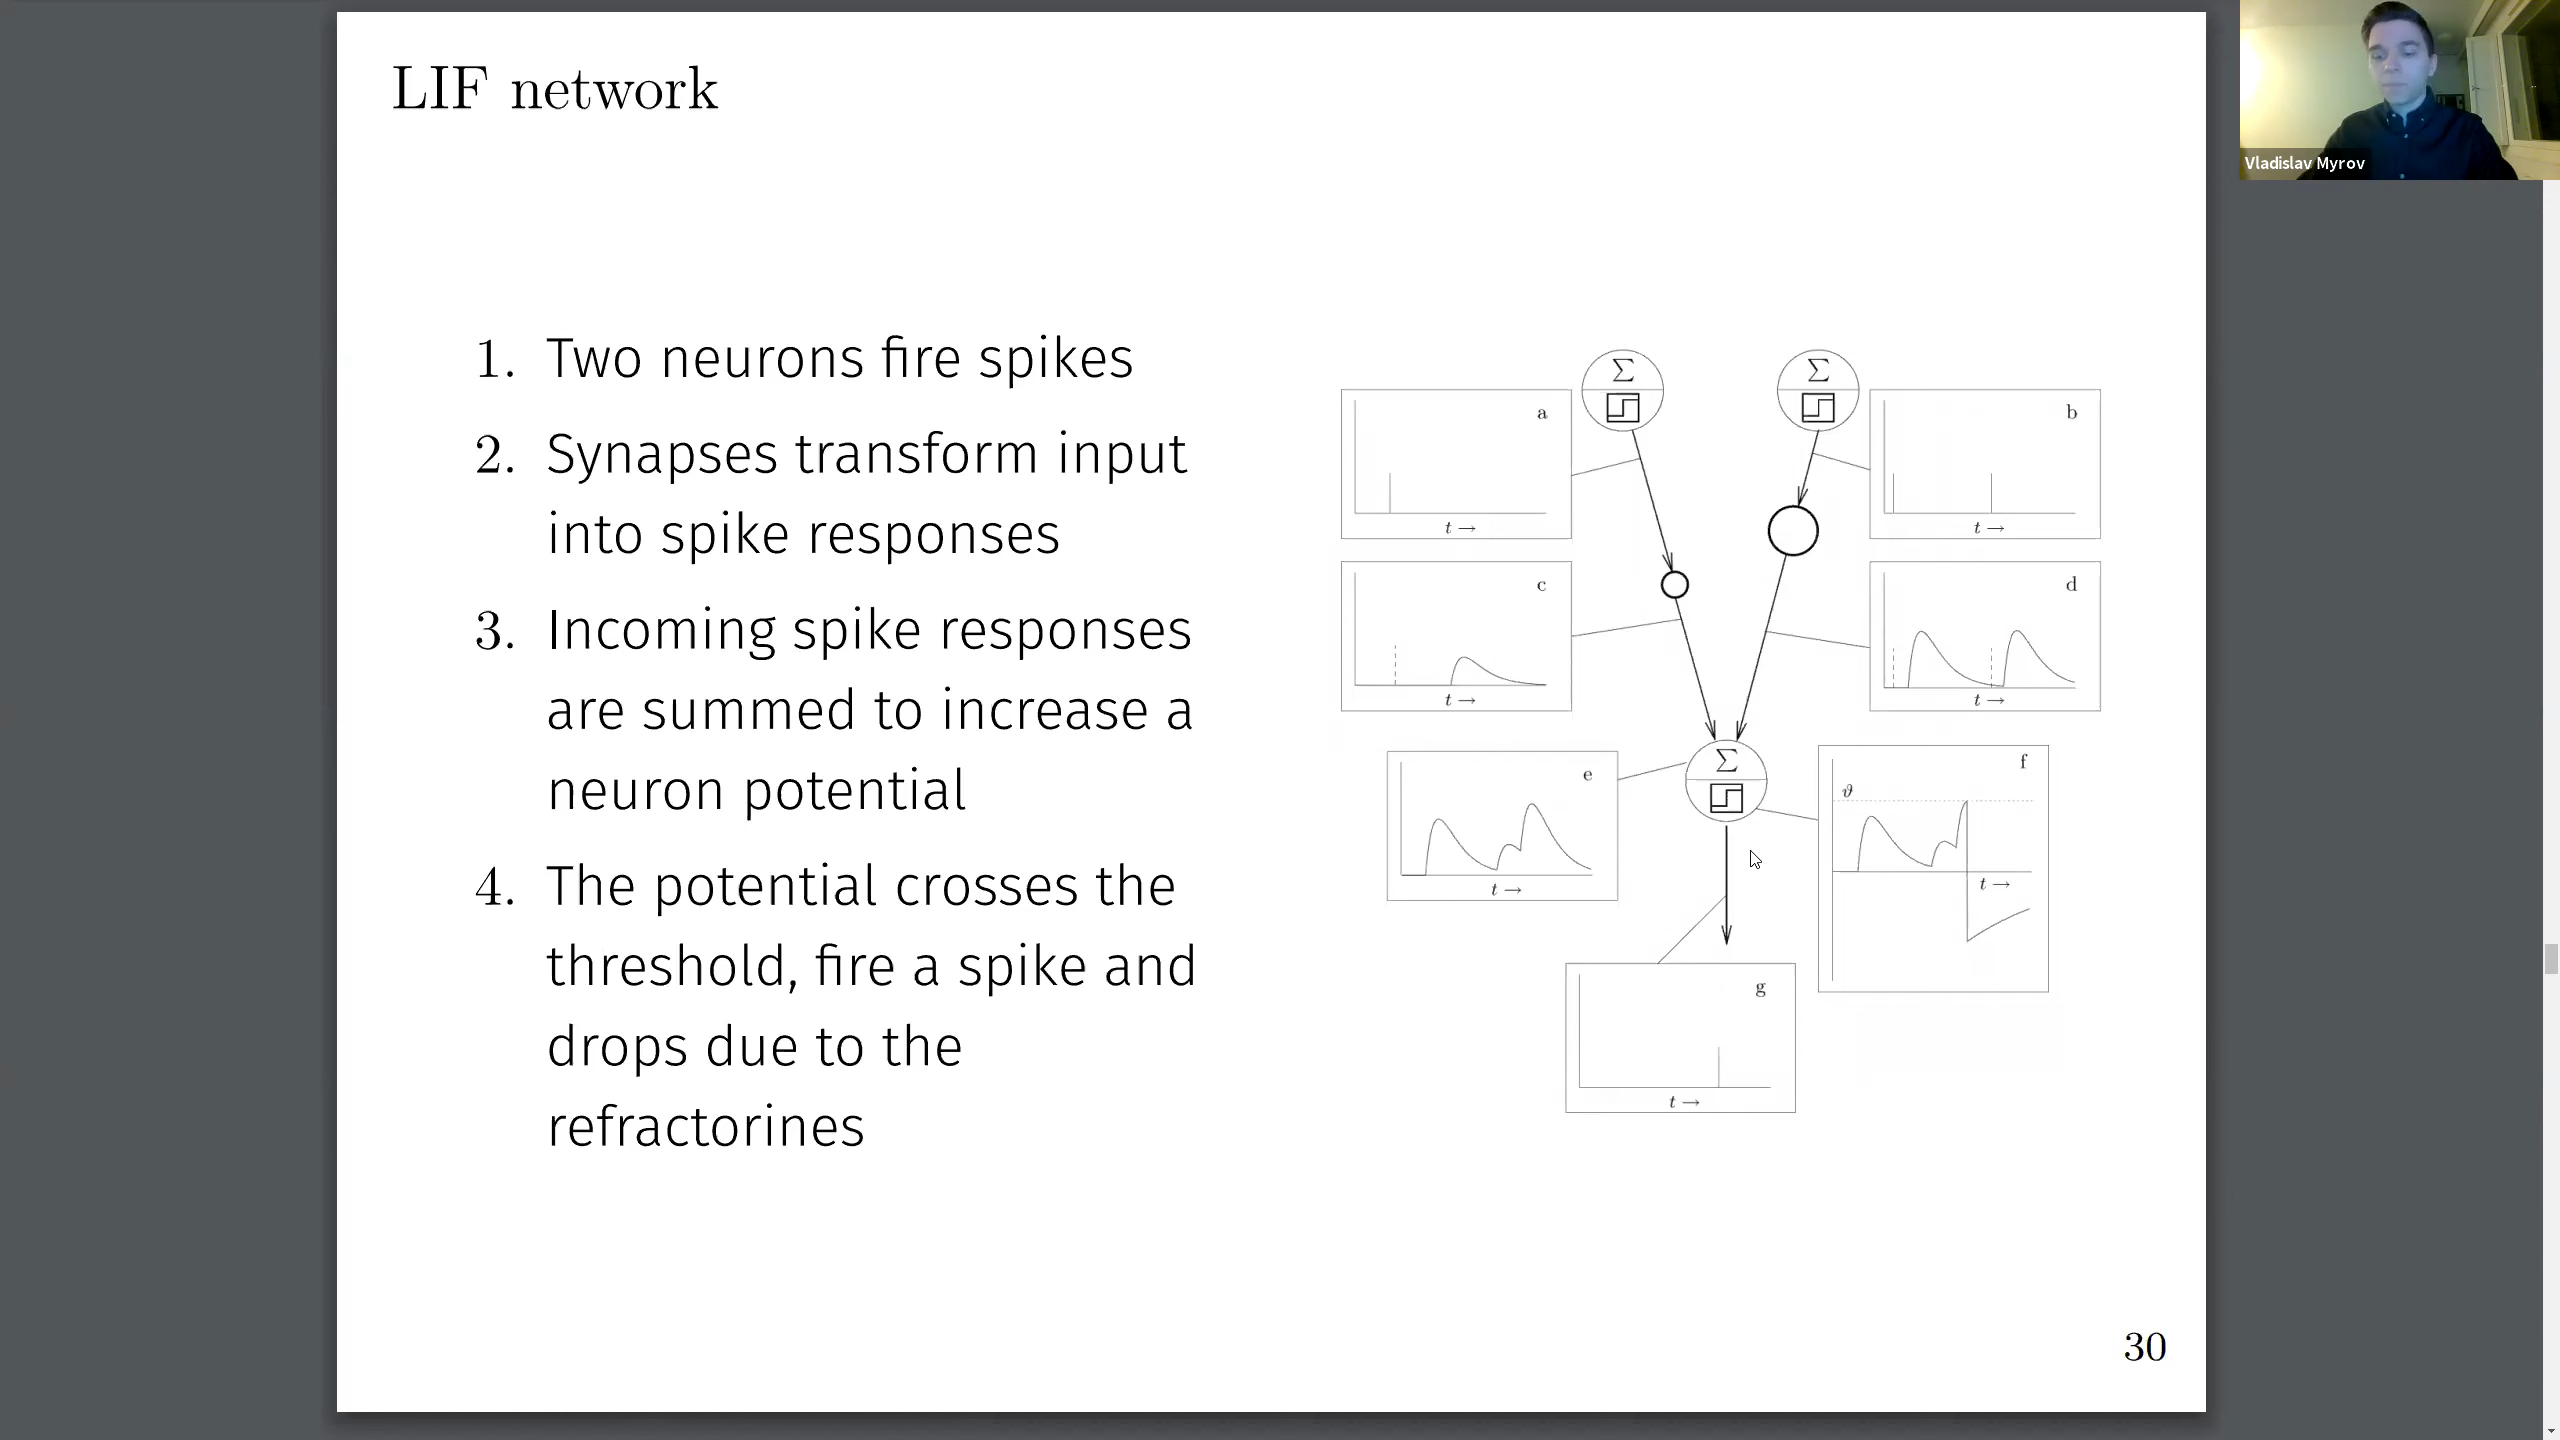 LIF network
Vladislav Myrov
1. Two neurons fire spikes
2. Synapses transform input
into spike responses
3. Incoming spike responses
are summed to increase a
neuron potential
4. The potential crosses the
threshold, fire a spike and
drops due to the
refractorines
Σ
Σ
a
t →
b
t →
c
t →
d
t →
Σ
e
t →
f
ϑ
t →
g
t →
30